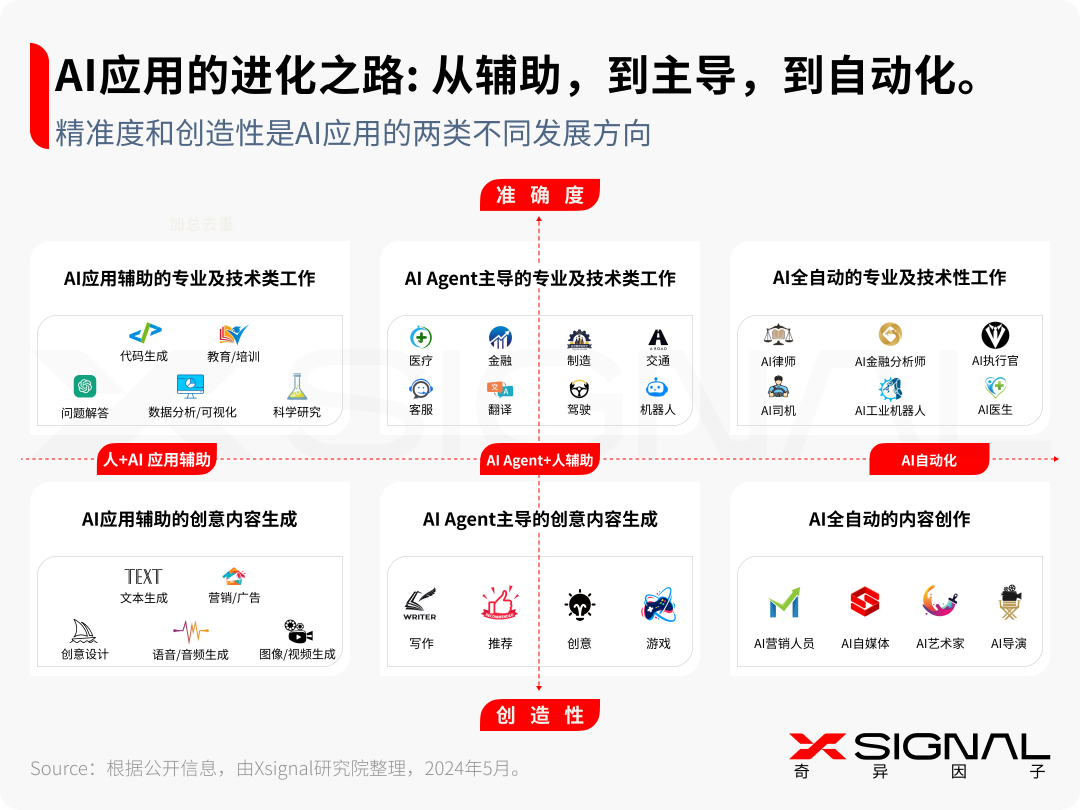 AI应用的进化之路: 从辅助，到主导，到自动化。
精准度和创造性是AI应用的两类不同发展方向
准 确 度
加总去重
AI应用辅助的专业及技术类工作
代码生成 教育/培训
问题解答 数据分析/可视化 科学研究
AI Agent主导的专业及技术类工作
医疗 金融 制造 交通
客服 翻译 驾驶 机器人
AI全自动的专业及技术性工作
AI律师 AI金融分析师 AI执行官
AI司机 AI工业机器人 AI医生
人+AI 应用辅助
AI Agent+人辅助
AI自动化
AI应用辅助的创意内容生成
TEXT
文本生成 营销/广告
创意设计 语音/音频生成 图像/视频生成
AI Agent主导的创意内容生成
WRITER
写作 推荐 创意 游戏
AI全自动的内容创作
AI营销人员 AI自媒体 AI艺术家 AI导演
创 造 性
Source：根据公开信息，由Xsignal研究院整理，2024年5月。
XSIGNAL
奇 异 因 子